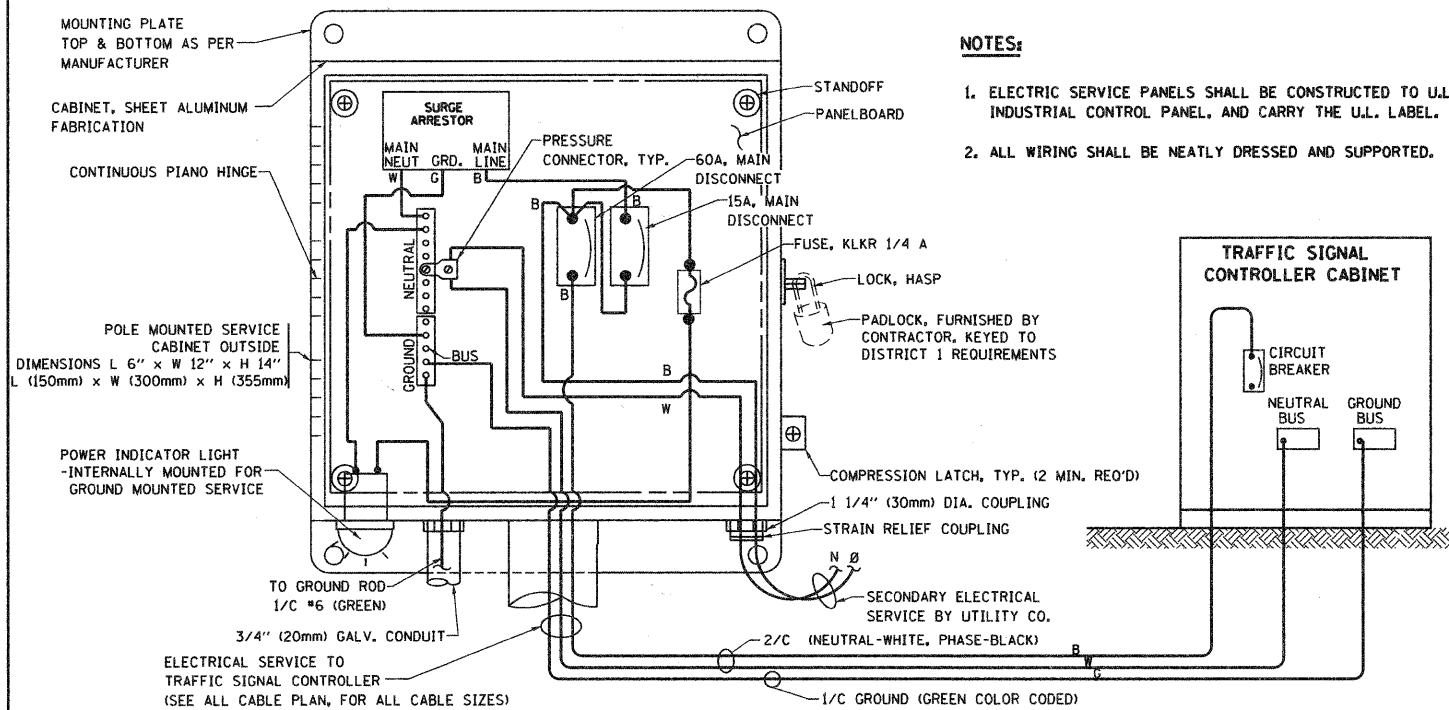 MOUNTING PLATE
TOP & BOTTOM AS PER
MANUFACTURER
CABINET, SHEET ALUMINUM
FABRICATION
CONTINUOUS PIANO HINGE
POLE MOUNTED SERVICE
CABINET OUTSIDE
DIMENSIONS L 6" x W 12" x H 14"
L (150mm) x W (300mm) x H (355mm)
POWER INDICATOR LIGHT
-INTERNALLY MOUNTED FOR
GROUND MOUNTED SERVICE
SURGE
ARRESTOR
MAIN
NEUT
GRD.
MAIN
LINE
W
G
B
NEUTRAL
GROUND
BUS
PRESSURE
CONNECTOR, TYP.
STANDOFF
PANELBOARD
60A, MAIN
DISCONNECT
15A, MAIN
DISCONNECT
B
B
B
FUSE, KLKR 1/4 A
LOCK, HASP
PADLOCK, FURNISHED BY
CONTRACTOR, KEYED TO
DISTRICT 1 REQUIREMENTS
B
W
COMPRESSION LATCH, TYP. (2 MIN. REQ'D)
1 1/4" (30mm) DIA. COUPLING
STRAIN RELIEF COUPLING
N Ø
SECONDARY ELECTRICAL
SERVICE BY UTILITY CO.
TO GROUND ROD
1/C #6 (GREEN)
3/4" (20mm) GALV. CONDUIT
ELECTRICAL SERVICE TO
TRAFFIC SIGNAL CONTROLLER
(SEE ALL CABLE PLAN, FOR ALL CABLE SIZES)
2/C (NEUTRAL-WHITE, PHASE-BLACK)
B
W
G
1/C GROUND (GREEN COLOR CODED)
NOTES:
1. ELECTRIC SERVICE PANELS SHALL BE CONSTRUCTED TO U.L
INDUSTRIAL CONTROL PANEL, AND CARRY THE U.L. LABEL.
2. ALL WIRING SHALL BE NEATLY DRESSED AND SUPPORTED.
TRAFFIC SIGNAL
CONTROLLER CABINET
CIRCUIT
BREAKER
NEUTRAL
BUS
GROUND
BUS